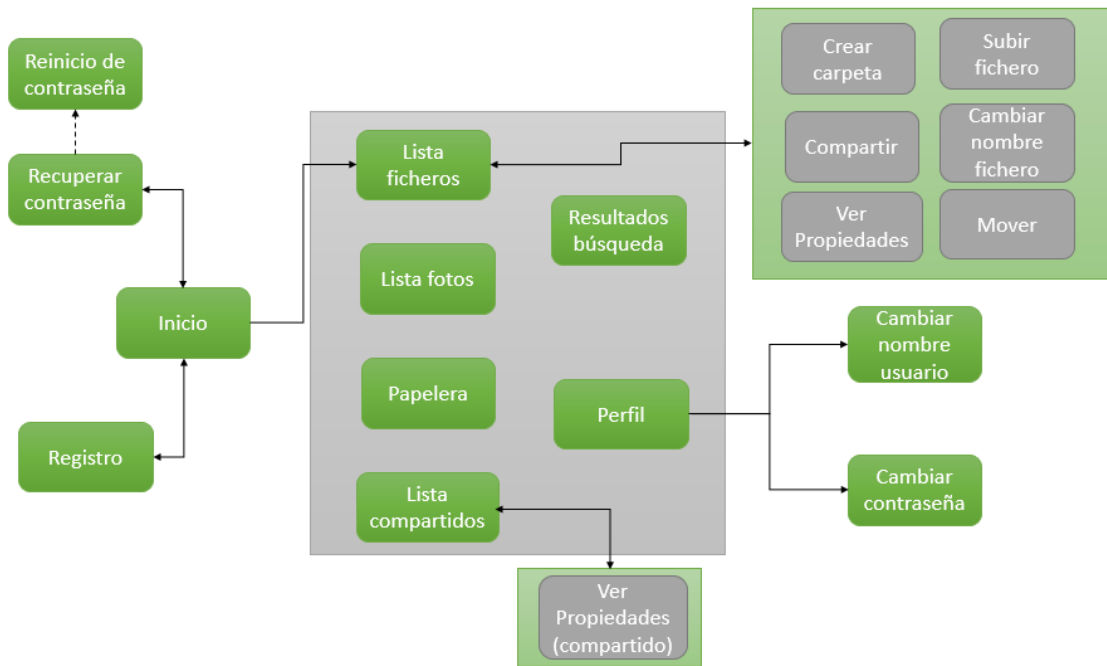 Reinicio de
contraseña
Recuperar
contraseña
Inicio
Registro
Lista
ficheros
Resultados
búsqueda
Lista fotos
Papelera
Perfil
Lista
compartidos
Ver
Propiedades
(compartido)
Crear
carpeta
Subir
fichero
Compartir
Cambiar
nombre
fichero
Ver
Propiedades
Mover
Cambiar
nombre
usuario
Cambiar
contraseña